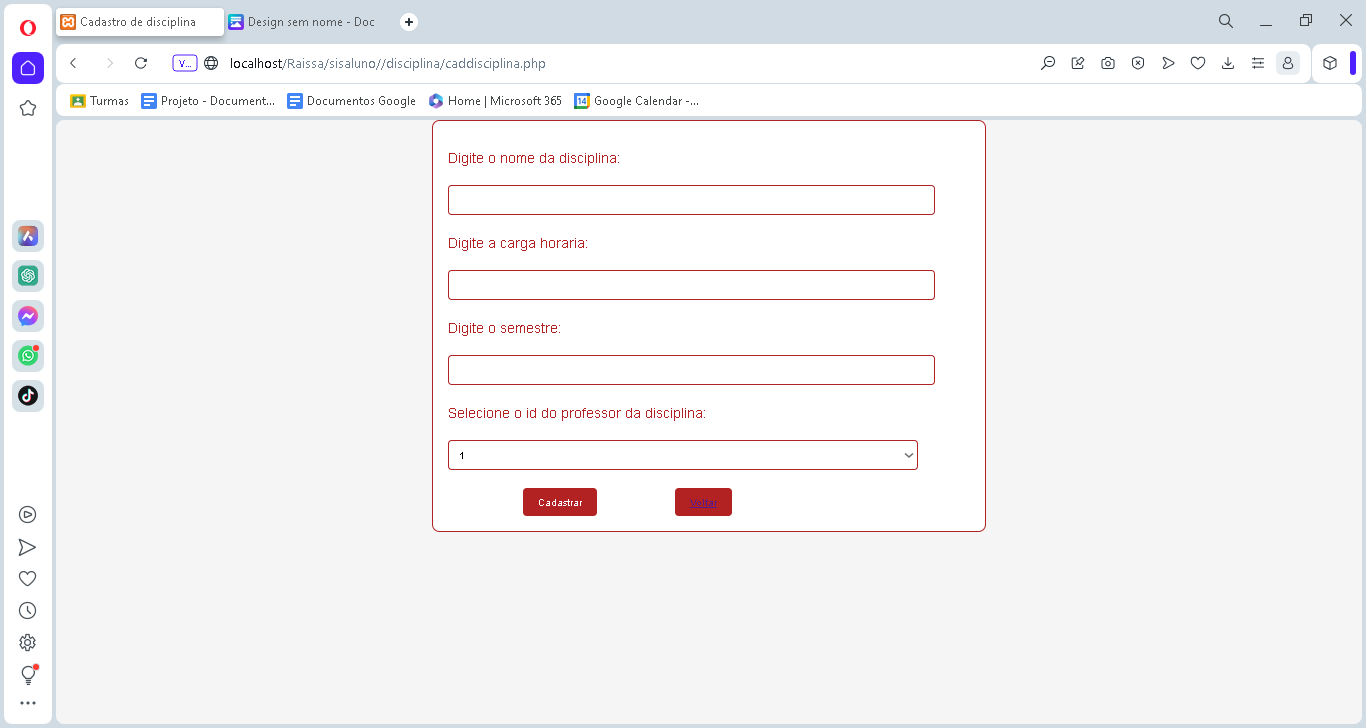 Cadastro de disciplina
Design sem nome - Doc
V...
localhost/Raissa/sisaluno//disciplina/caddisciplina.php
Turmas
Projeto - Document...
Documentos Google
Home | Microsoft 365
14
Google Calendar -...
Digite o nome da disciplina:
Digite a carga horaria:
Digite o semestre:
Selecione o id do professor da disciplina:
1
Cadastrar
Voltar